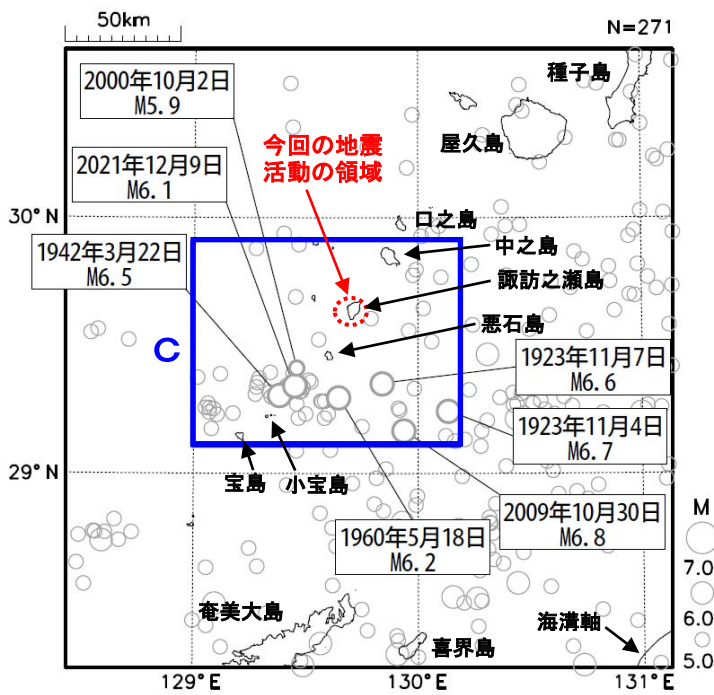 50km
N=271
2000年10月2日
M5.9
種子島
今回の地震
活動の領域
屋久島
2021年12月9日
M6.1
30°N
口之島
中之島
1942年3月22日
M6.5
諏訪之瀬島
悪石島
C
1923年11月7日
M6.6
1923年11月4日
M6.7
29°N
宝島
小宝島
2009年10月30日
M6.8
1960年5月18日
M6.2
M
7.0
6.0
5.0
奄美大島
喜界島
海溝軸
129°E
130°E
131°E